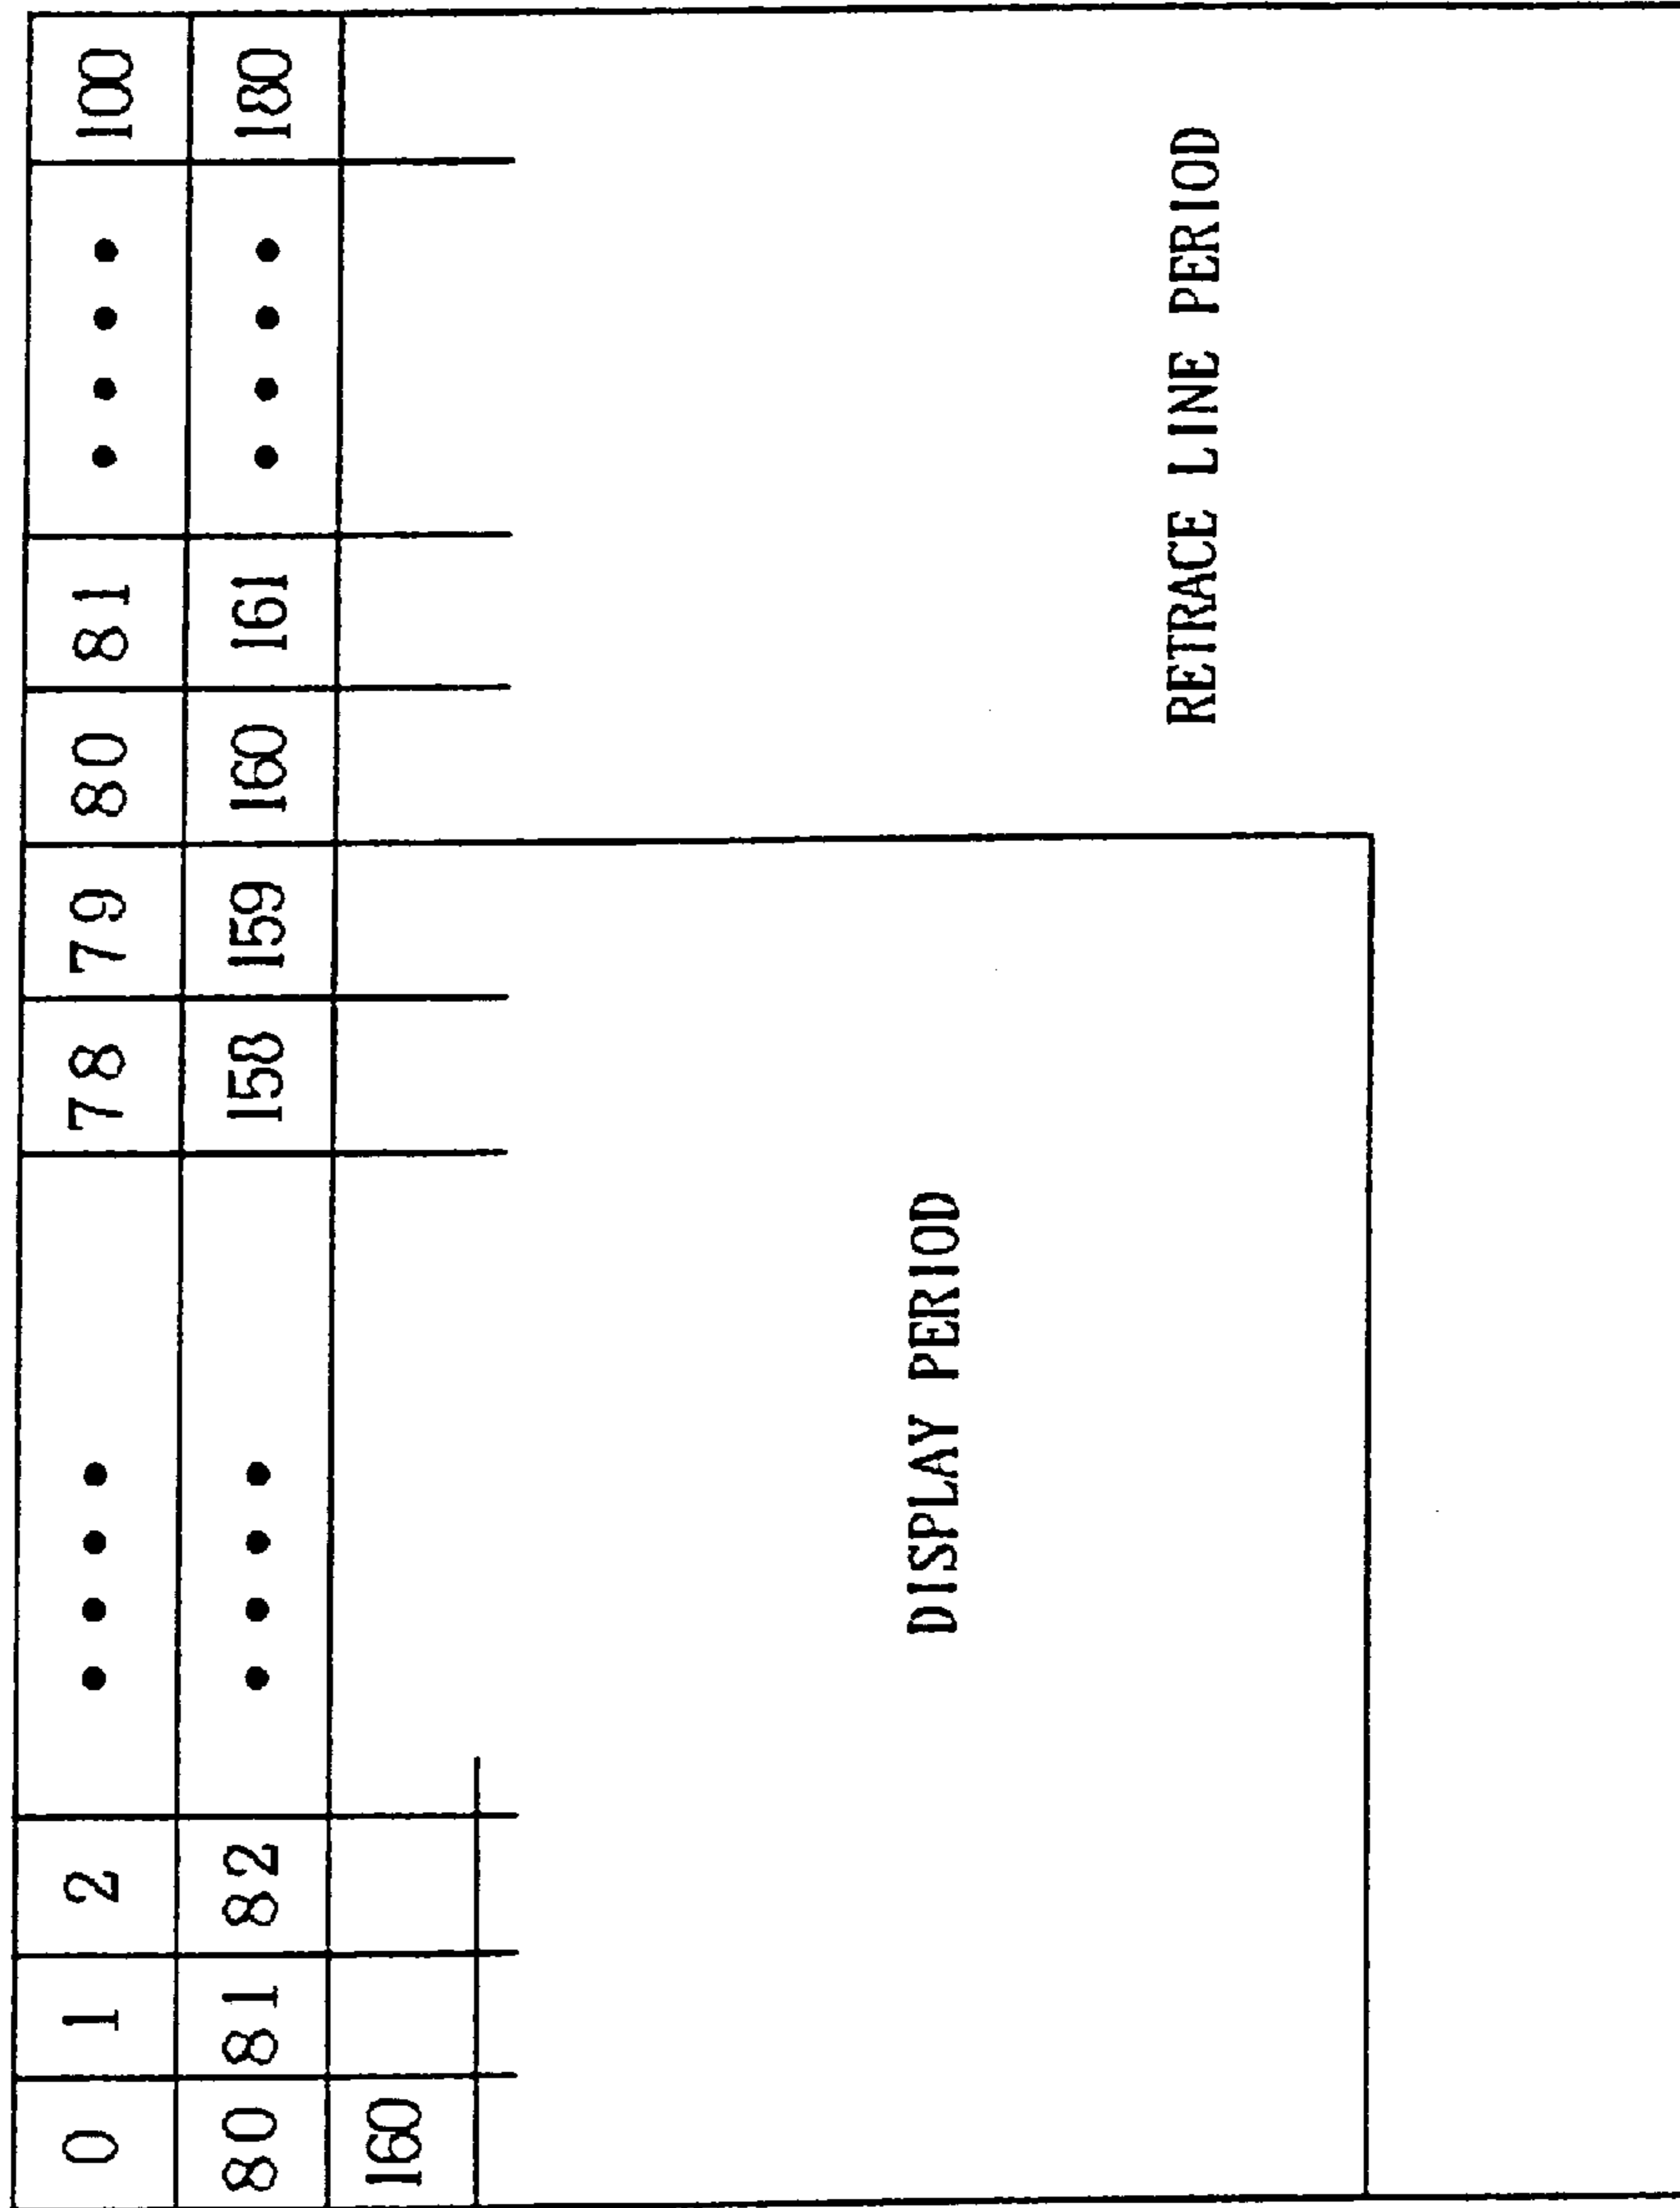 0 1 2 78 79 80 81 100
80 81 82 158 159 160 161 180
160
DISPLAY PERIOD
RETRACE LINE PERIOD